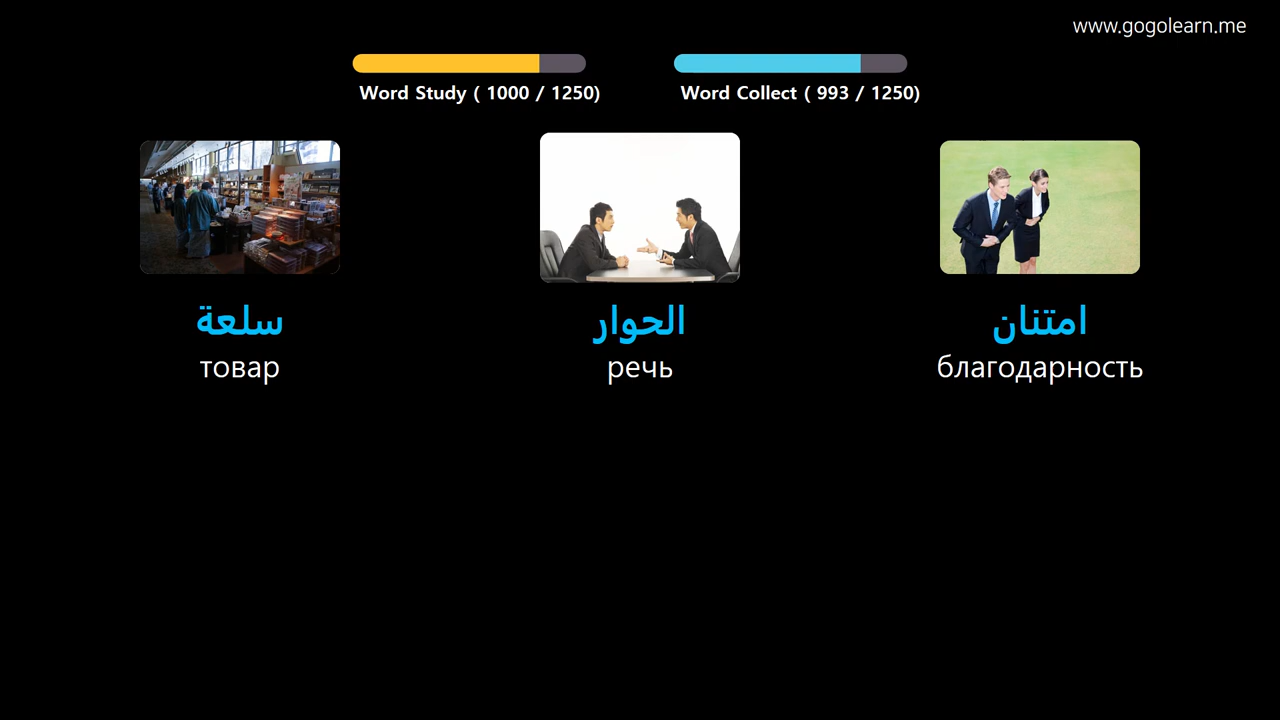 www.gogolearn.me
Word Study ( 1000 / 1250)
Word Collect ( 993 / 1250)
سلعة
товар
الحوار
речь
امتنان
благодарность